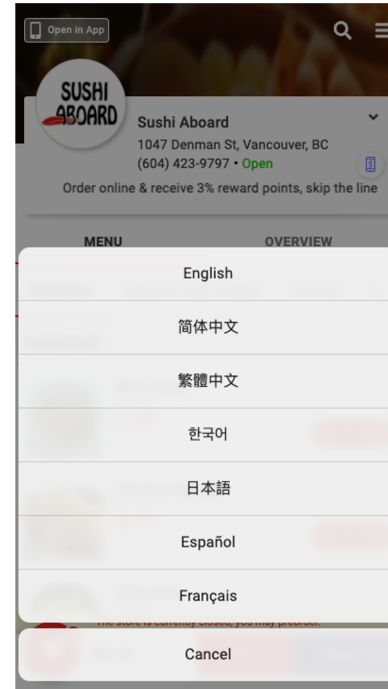 Open in App
SUSHI
ABOARD
Sushi Aboard
1047 Denman St, Vancouver, BC
(604) 423-9797 • Open
Order online & receive 3% reward points, skip the line
MENU
OVERVIEW
English
简体中文
繁體中文
한국어
日本語
Español
Français
The store is currently closed, you may preorder.
Cancel